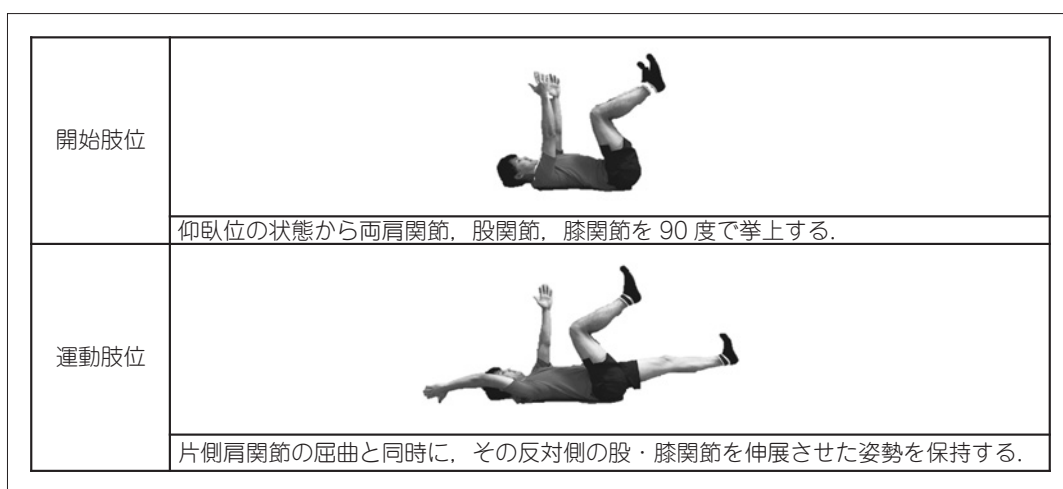 開始肢位
仰臥位の状態から両肩関節，股関節，膝関節を 90 度で挙上する．
運動肢位
片側肩関節の屈曲と同時に，その反対側の股・膝関節を伸展させた姿勢を保持する．